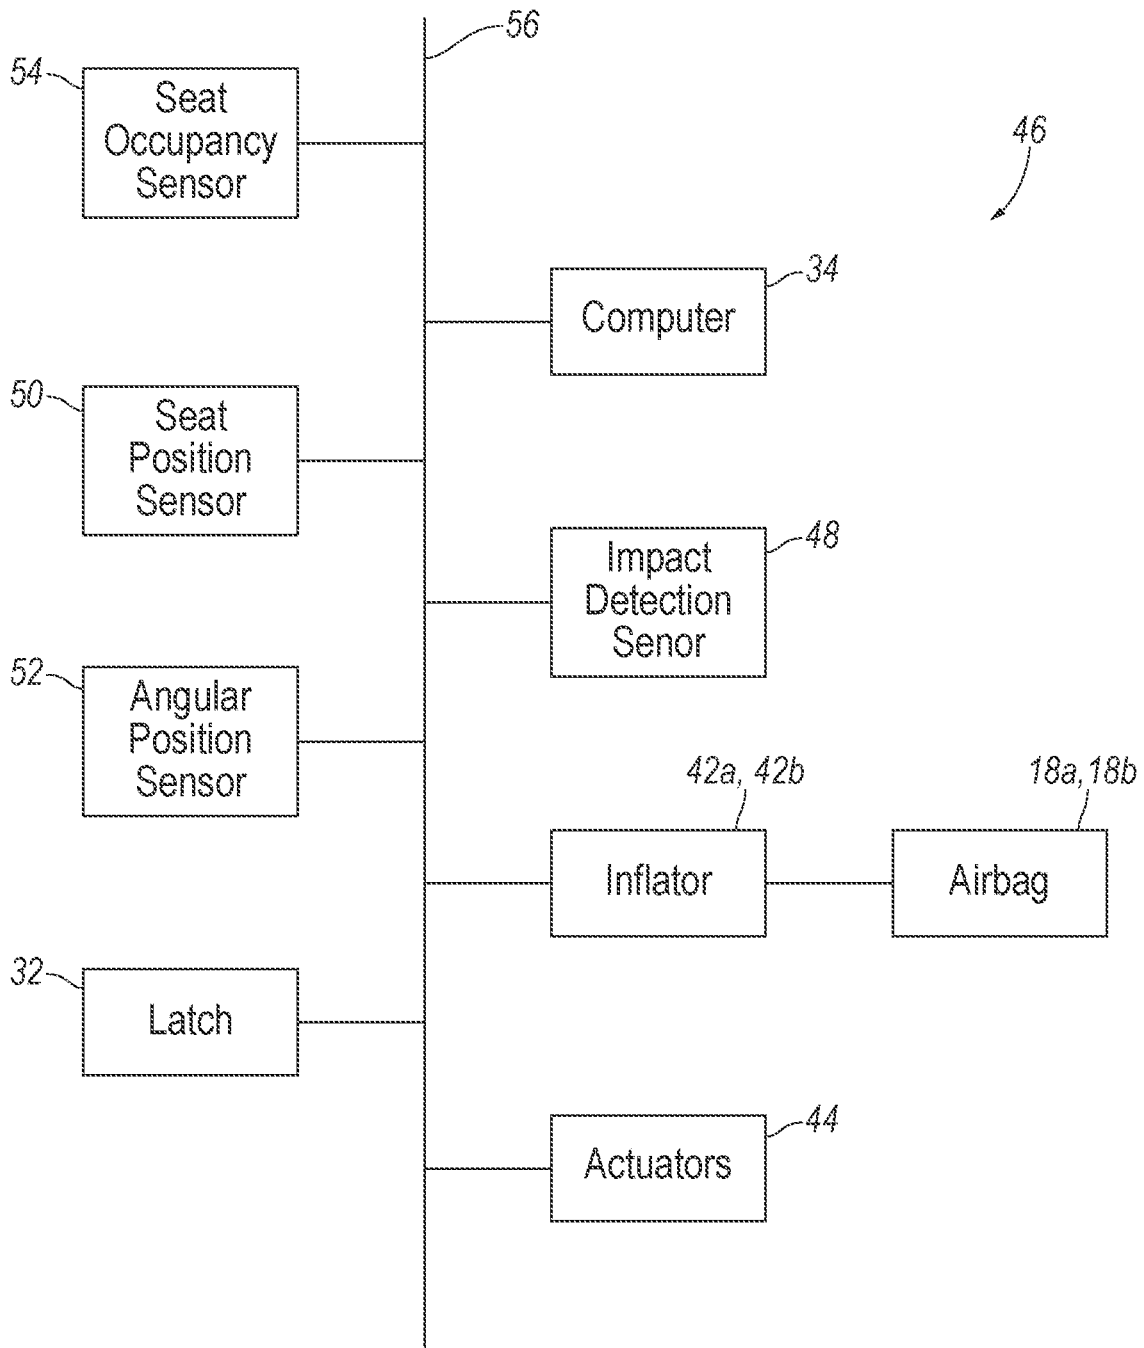 56
54
Seat
Occupancy
Sensor
46
34
Computer
50
Seat
Position
Sensor
48
Impact
Detection
Senor
52
Angular
Position
Sensor
42a, 42b
18a, 18b
Inflator
Airbag
32
Latch
44
Actuators